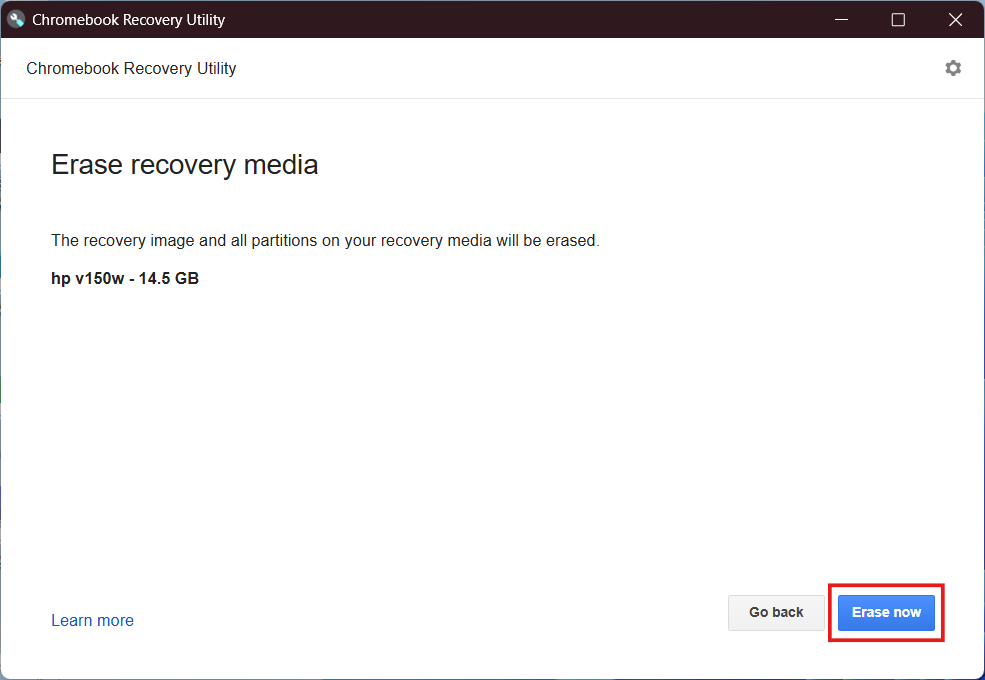 Chromebook Recovery Utility
Chromebook Recovery Utility
Erase recovery media
The recovery image and all partitions on your recovery media will be erased.
hp v150w - 14.5 GB
Learn more
Go back
Erase now